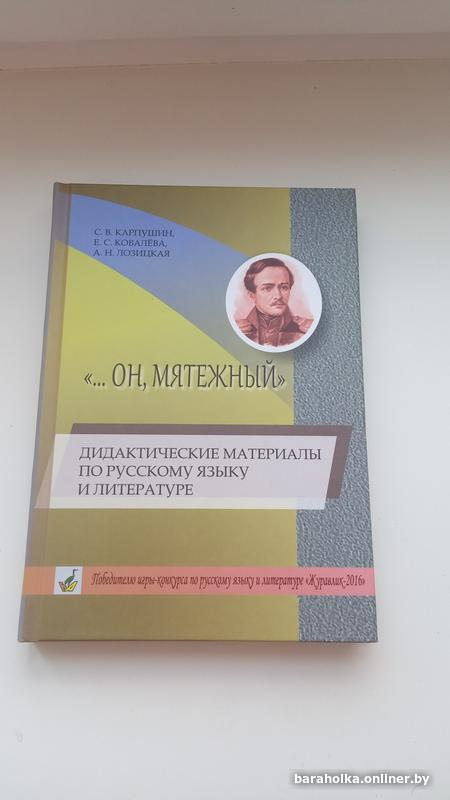 С. В. КАРПУШИН,
Е. С. КОВАЛЁВА,
А. Н. ЛОЗИЦКАЯ
«... ОН, МЯТЕЖНЫЙ»
ДИДАКТИЧЕСКИЕ МАТЕРИАЛЫ
ПО РУССКОМУ ЯЗЫКУ
И ЛИТЕРАТУРЕ
Победителю игры-конкурса по русскому языку и литературе «Журавлик-2016»
baraholka.onliner.by